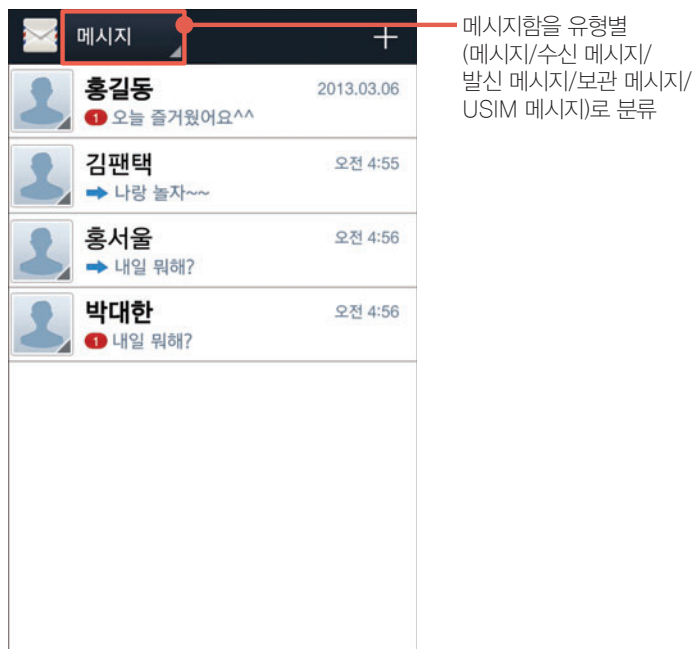 메시지
메시지함을 유형별
(메시지/수신 메시지/
발신 메시지/보관 메시지/
USIM 메시지)로 분류
홍길동 2013.03.06
1 오늘 즐거웠어요^^
김팬택 오전 4:55
나랑 놀자~~
홍서울 오전 4:56
내일 뭐해?
박대한 오전 4:56
1 내일 뭐해?